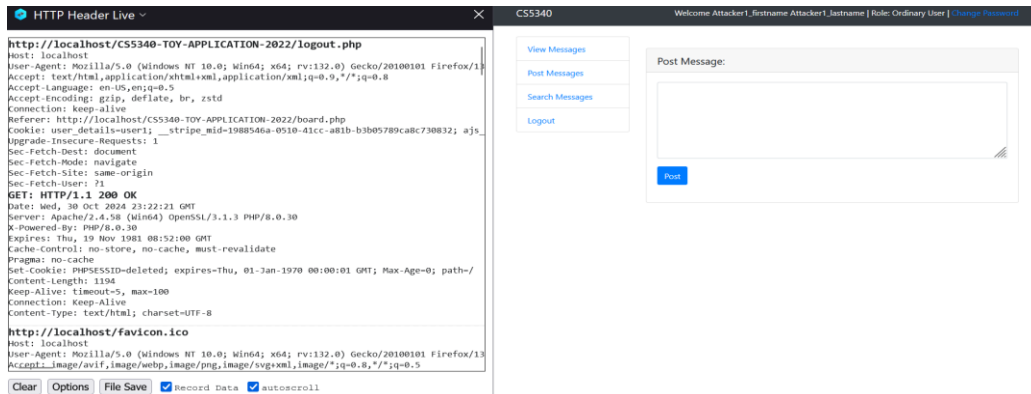 HTTP Header Live
http://localhost/CS5340-TOY-APPLICATION-2022/logout.php
Host: localhost
User-Agent: Mozilla/5.0 (Windows NT 10.0; Win64; x64; rv:132.0) Gecko/20100101 Firefox/13
Accept: text/html,application/xhtml+xml,application/xml;q=0.9,*/*;q=0.8
Accept-Language: en-US,en;q=0.5
Accept-Encoding: gzip, deflate, br, zstd
Connection: keep-alive
Referer: http://localhost/CS5340-TOY-APPLICATION-2022/board.php
Cookie: user_details=user1; __stripe_mid=1988546a-0510-41cc-a81b-b3b05789ca8c730832; ajs_
Upgrade-Insecure-Requests: 1
Sec-Fetch-Dest: document
Sec-Fetch-Mode: navigate
Sec-Fetch-Site: same-origin
Sec-Fetch-User: ?1
GET: HTTP/1.1 200 OK
Date: Wed, 30 Oct 2024 23:22:21 GMT
Server: Apache/2.4.58 (Win64) OpenSSL/3.1.3 PHP/8.0.30
X-Powered-By: PHP/8.0.30
Expires: Thu, 19 Nov 1981 08:52:00 GMT
Cache-Control: no-store, no-cache, must-revalidate
Pragma: no-cache
Set-Cookie: PHPSESSID=deleted; expires=Thu, 01-Jan-1970 00:00:01 GMT; Max-Age=0; path=/
Content-Length: 1194
Keep-Alive: timeout=5, max=100
Connection: Keep-Alive
Content-Type: text/html; charset=UTF-8
http://localhost/favicon.ico
Host: localhost
User-Agent: Mozilla/5.0 (Windows NT 10.0; Win64; x64; rv:132.0) Gecko/20100101 Firefox/13
Accept: image/avif,image/webp,image/png,image/svg+xml,image/*;q=0.8,*/*;q=0.5
Clear Options File Save Record Data autoscroll
CS5340 Welcome Attacker1_firstname Attacker1_lastname | Role: Ordinary User | Change Password
View Messages
Post Messages
Search Messages
Logout
Post Message:
Post